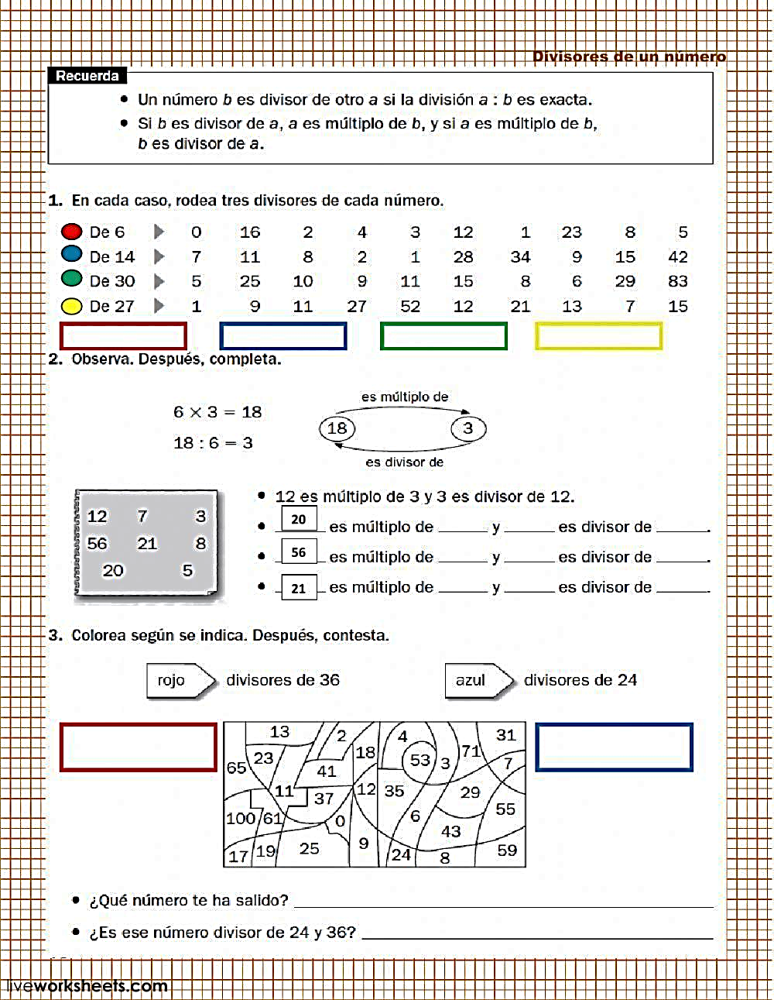 Divisores de un número
Recuerda
• Un número b es divisor de otro a si la división a : b es exacta.
• Si b es divisor de a, a es múltiplo de b, y si a es múltiplo de b,
b es divisor de a.
1. En cada caso, rodea tres divisores de cada número.
De 6 0 16 2 4 3 12 1 23 8 5
De 14 7 11 8 2 1 28 34 9 15 42
De 30 5 25 10 9 11 15 8 6 29 83
De 27 1 9 11 27 52 12 21 13 7 15
2. Observa. Después, completa.
es múltiplo de
6 × 3 = 18
18 3
18 : 6 = 3
es divisor de
12 7 3
56 21 8
20 5
• 12 es múltiplo de 3 y 3 es divisor de 12.
• 20 es múltiplo de ______ y ______ es divisor de ______.
• 56 es múltiplo de ______ y ______ es divisor de ______.
• 21 es múltiplo de ______ y ______ es divisor de ______.
3. Colorea según se indica. Después, contesta.
rojo divisores de 36 azul divisores de 24
13 2 4 31
65 23 41 18 53 3 71 7
11 37 12 35 29
100 61 0 6 43 55
17 19 25 9 24 8 59
• ¿Qué número te ha salido? ______
• ¿Es ese número divisor de 24 y 36? ______
liveworksheets.com